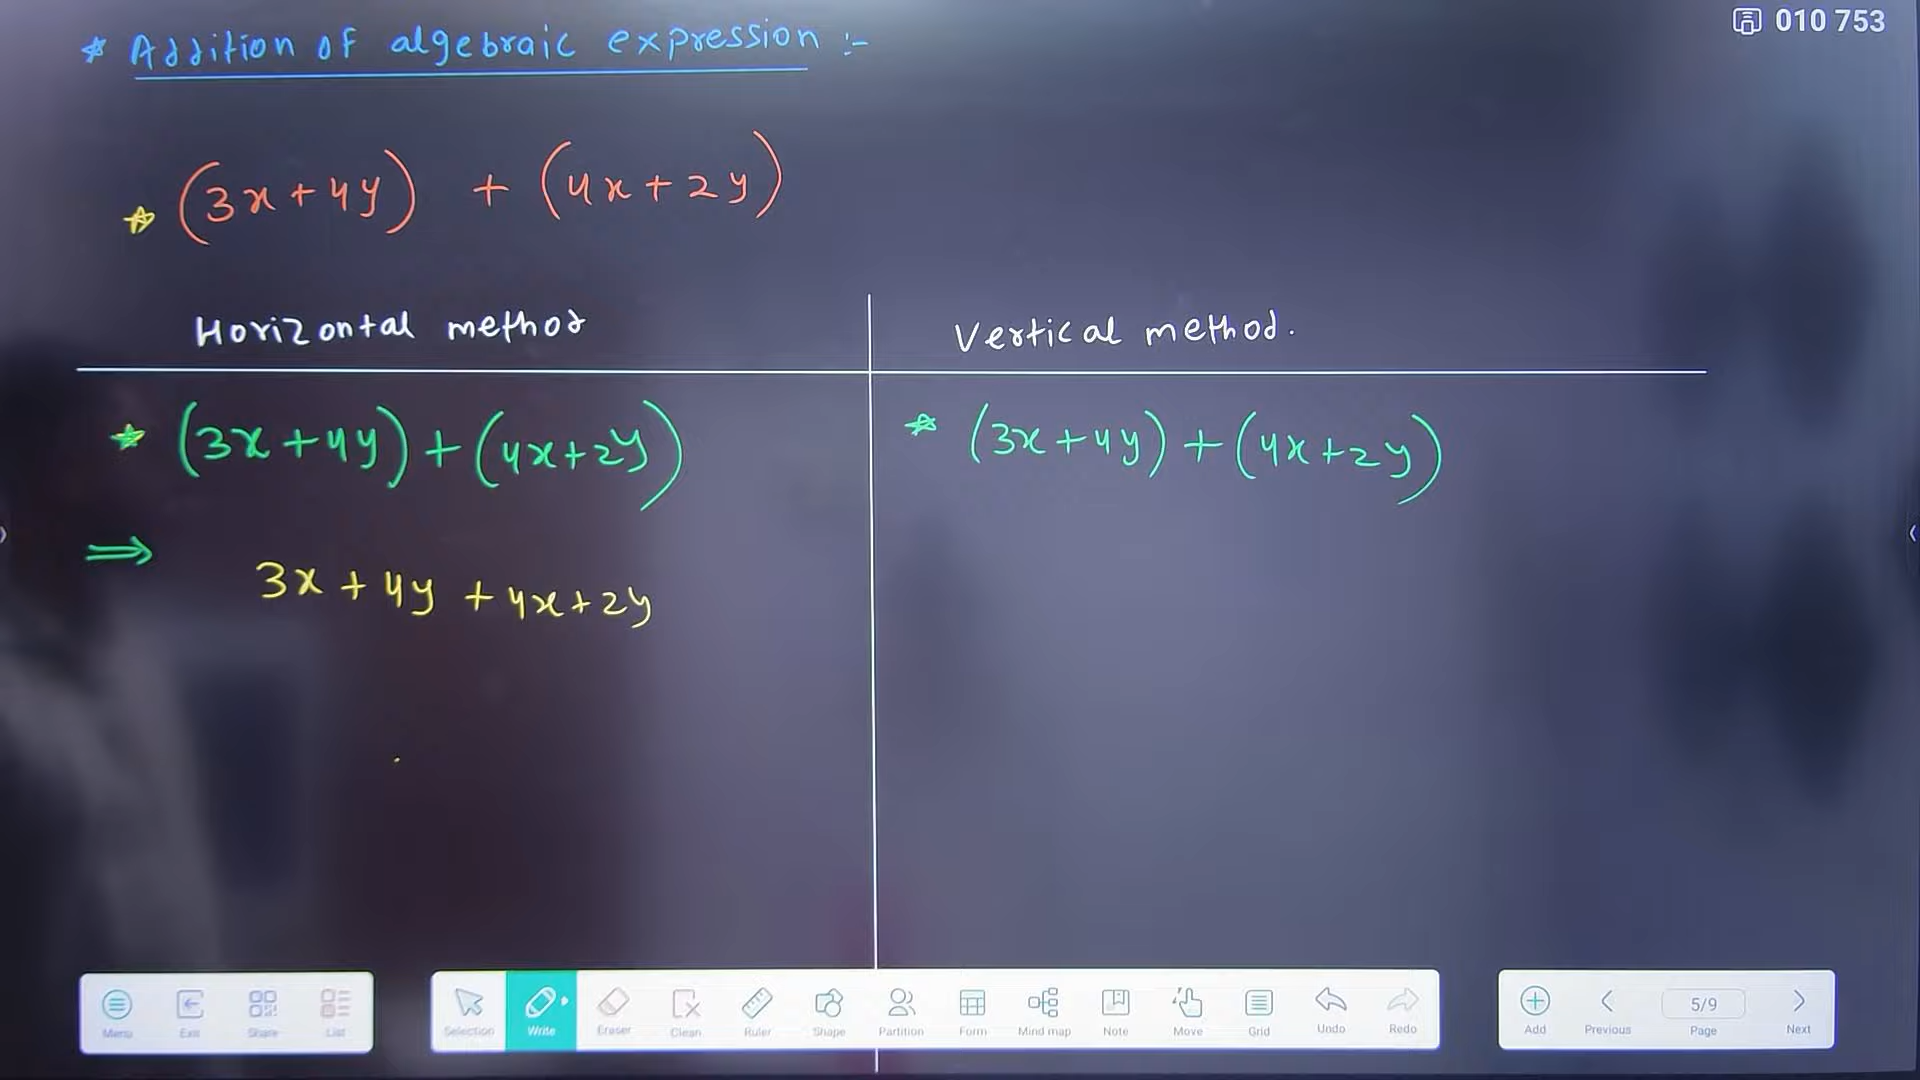 010 753
* Addition of algebraic expression :-
(3x+4y) + (4x+2y)
Horizontal method
Vertical method.
(3x+4y)+(4x+2y)
(3x+4y)+(4x+2y)
⇒ 3x+4y+4x+2y
Menu Exit Share List
Selection Write Eraser Clean Ruler Shape Partition Form Mind map Note Move Grid Undo Redo
Add Previous 5/9 Page Next